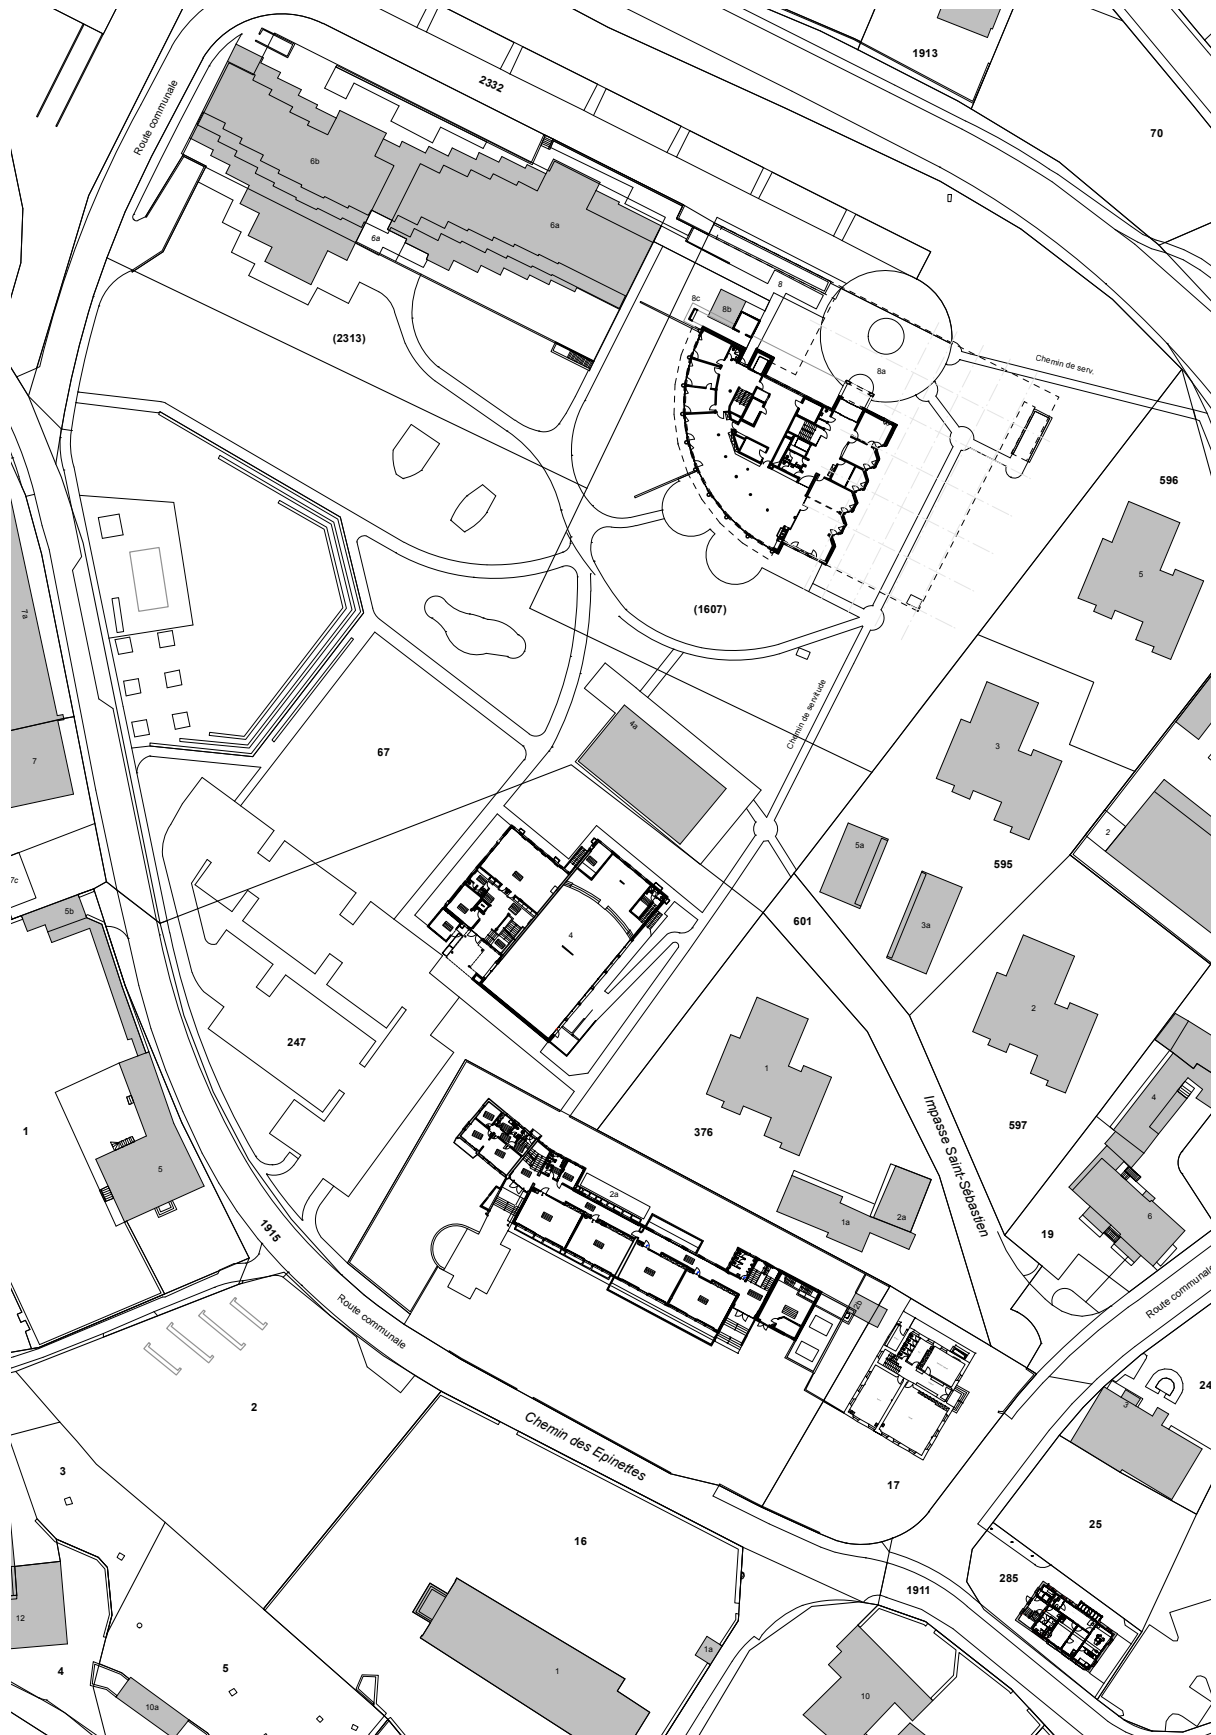 1913
2332
70
Route communale
6b
6a
6a
8
8c
8b
(2313)
8a
Chemin de serv.
596
5
7a
(1607)
4a
Chemin de servitude
3
67
7
2
5a
595
7c
5b
601
3a
4
2
247
1
1
4
376
597
Impasse Saint-Sébastien
5
2a
1a
2a
6
19
1915
2b
Route communale
Route communale
24
3
2
Chemin des Epinettes
3
17
25
16
285
1911
12
1a
4
5
1
10
10a